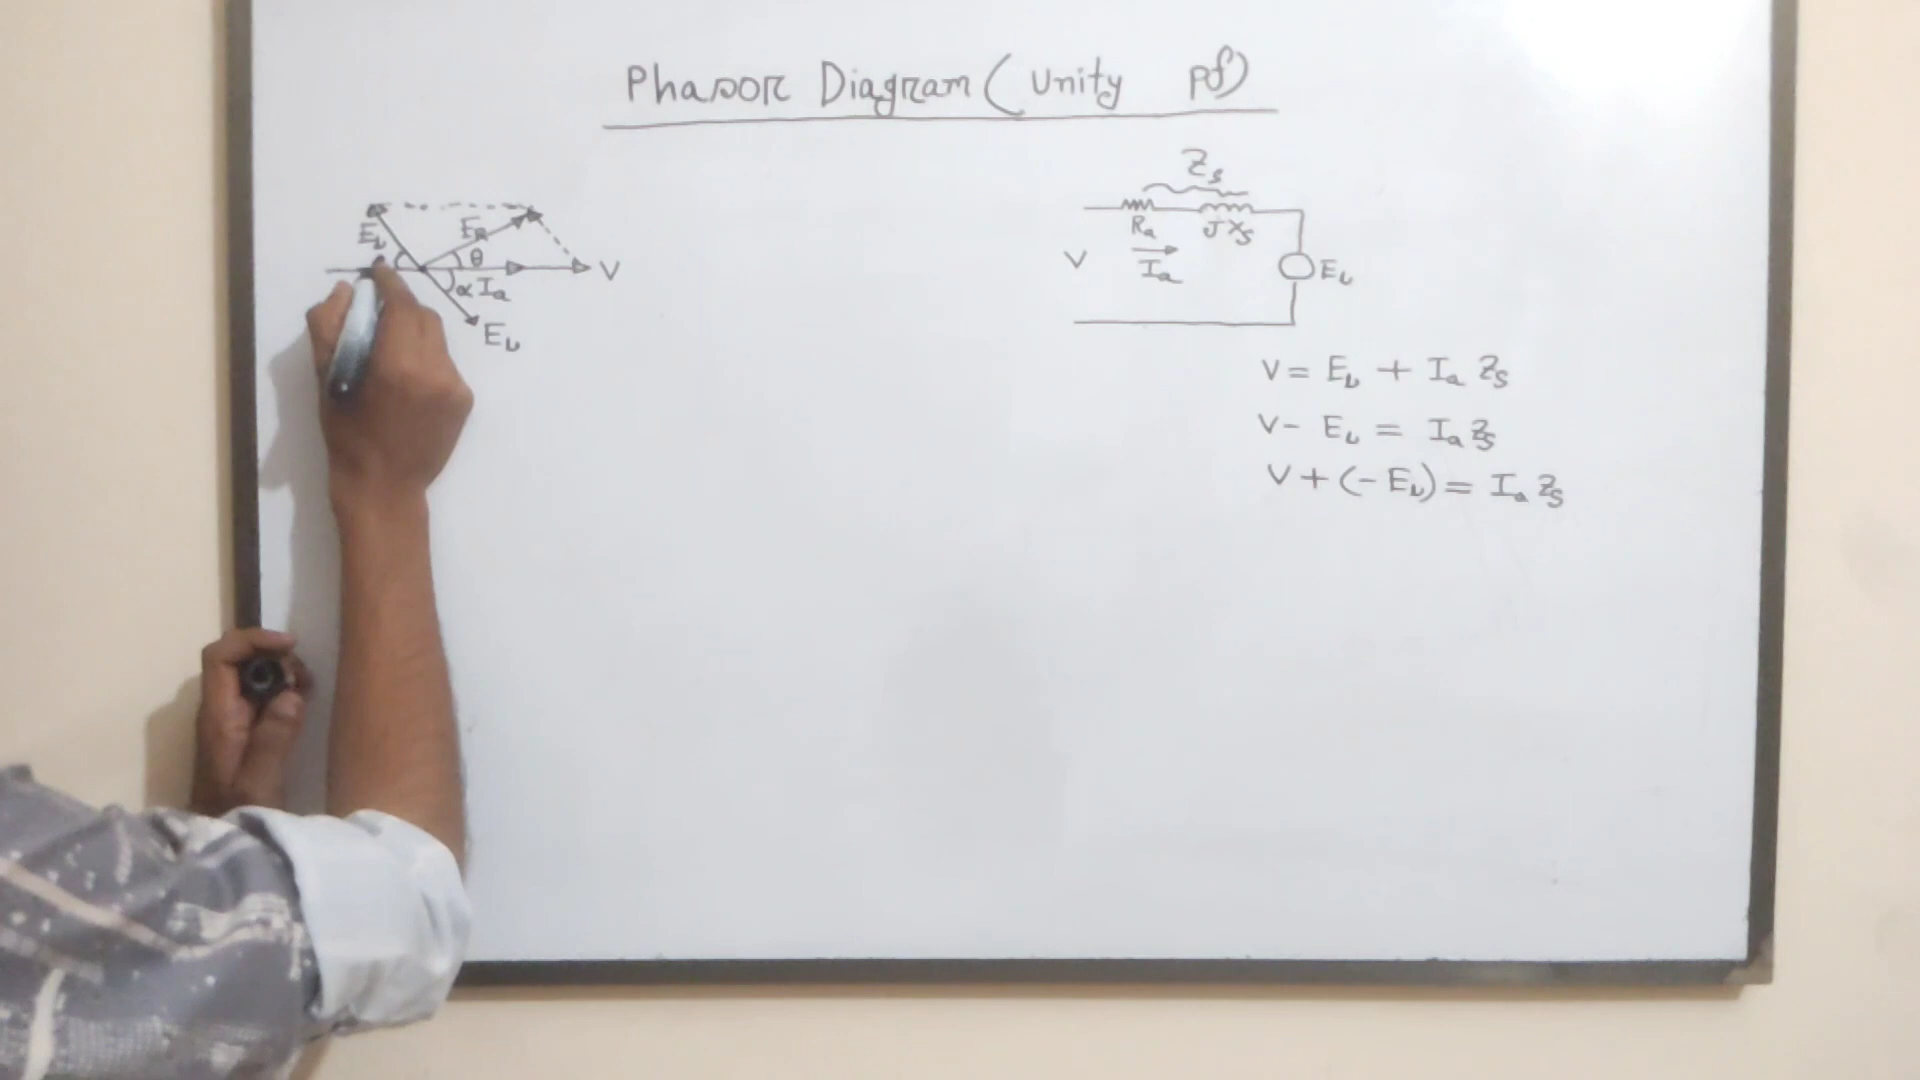 Phasor Diagram (Unity pf)
Zs
Eb
ER
θ
V
α Ia
Eb
Ra
JXs
V
Ia
Eb
V = Eb + Ia Zs
V - Eb = Ia Zs
V + (- Eb) = Ia Zs